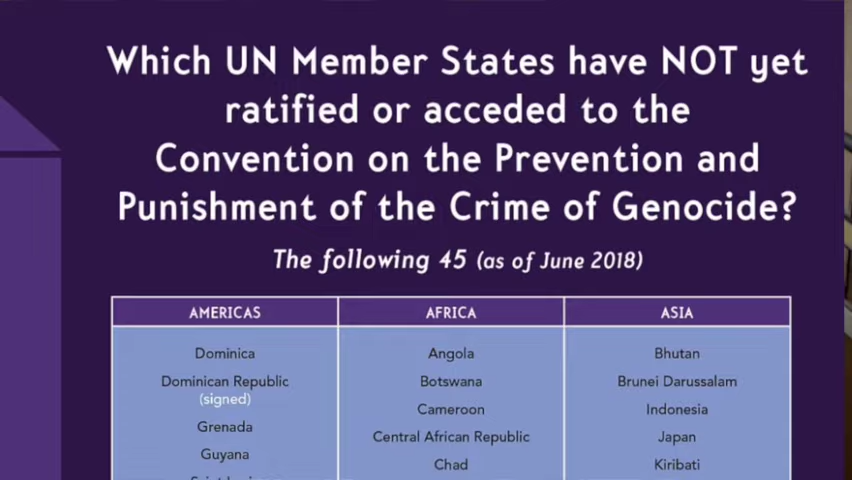 Which UN Member States have NOT yet
ratified or acceded to the
Convention on the Prevention and
Punishment of the Crime of Genocide?
The following 45 (as of June 2018)
AMERICAS AFRICA ASIA
Dominica Angola Bhutan
Dominican Republic Botswana Brunei Darussalam
(signed)
Cameroon Indonesia
Grenada Central African Republic Japan
Guyana Chad Kiribati